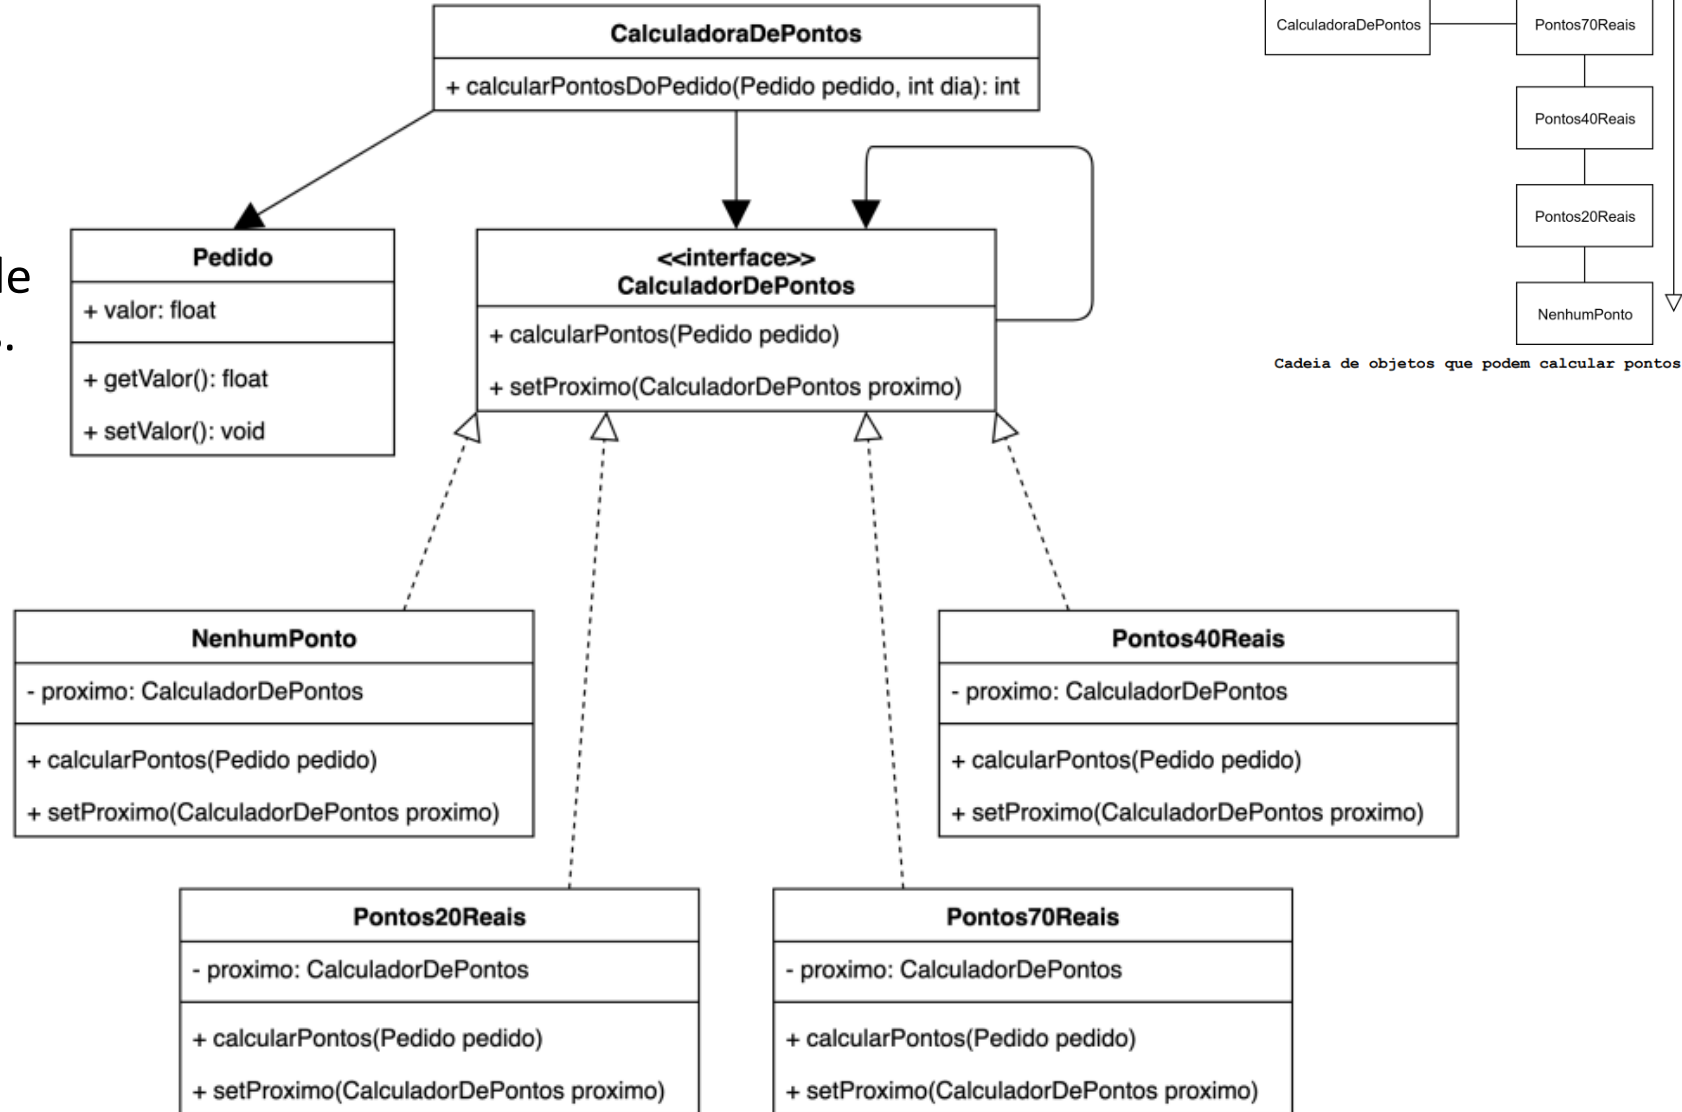 CalculadoraDePontos
+ calcularPontosDoPedido(Pedido pedido, int dia): int
Pedido
+ valor: float
+ getValor(): float
+ setValor(): void
<<interface>>
CalculadorDePontos
+ calcularPontos(Pedido pedido)
+ setProximo(CalculadorDePontos proximo)
NenhumPonto
- proximo: CalculadorDePontos
+ calcularPontos(Pedido pedido)
+ setProximo(CalculadorDePontos proximo)
Pontos40Reais
- proximo: CalculadorDePontos
+ calcularPontos(Pedido pedido)
+ setProximo(CalculadorDePontos proximo)
Pontos20Reais
- proximo: CalculadorDePontos
+ calcularPontos(Pedido pedido)
+ setProximo(CalculadorDePontos proximo)
Pontos70Reais
- proximo: CalculadorDePontos
+ calcularPontos(Pedido pedido)
+ setProximo(CalculadorDePontos proximo)
CalculadoraDePontos
Pontos70Reais
Pontos40Reais
Pontos20Reais
NenhumPonto
Cadeia de objetos que podem calcular pontos